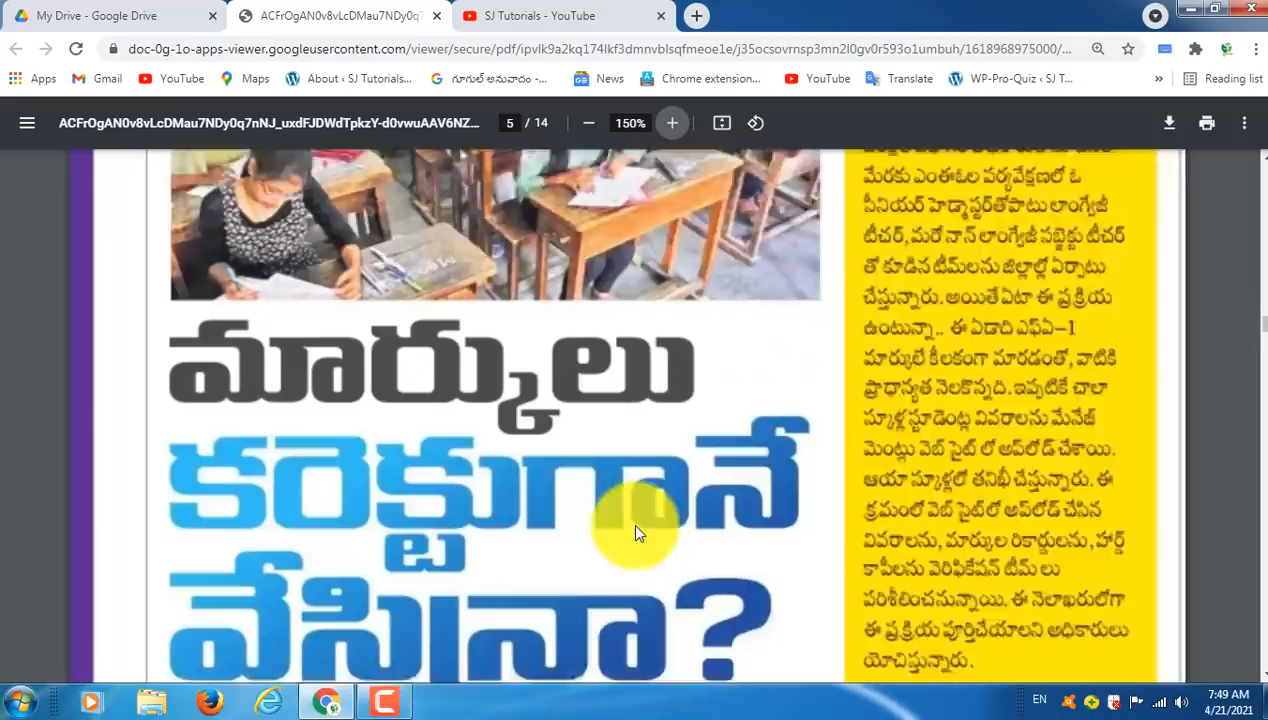 My Drive - Google Drive
ACFrOgAN0v8vLcDMau7NDy0q7
SJ Tutorials - YouTube
doc-0g-1o-apps-viewer.googleusercontent.com/viewer/secure/pdf/ipvlk9a2kq174lkf3dmnvblsqfmeoe1e/j35ocsovrnsp3mn2l0gv0r593o1umbuh/1618968975000/...
Apps
Gmail
YouTube
Maps
About ‹ SJ Tutorials...
గూగుల్ అనువాదం -...
News
Chrome extension...
YouTube
Translate
WP-Pro-Quiz ‹ SJ T...
»
Reading list
ACFrOgAN0v8vLcDMau7NDy0q7nNJ_uxdFJDWdTpkzY-d0vwuAAV6NZ...
5 / 14
150%
మార్కులు
కరెక్టుగానే
వేసినా?
మేరకు ఎంఈఓల పర్యవేక్షణలో ఓ
సీనియర్ హెడ్మాస్టర్‌తోపాటు లాంగ్వేజీ
టీచర్, మరో నాన్ లాంగ్వేజీ సబ్జెక్టు టీచర్
తో కూడిన టీమ్‌లను జిల్లాల్లో ఏర్పాటు
చేస్తున్నారు. అయితే ఏటా ఈ ప్రక్రియ
ఉంటున్నా.. ఈ ఏడాది ఎఫ్ఏ–1
మార్కులే కీలకంగా మారడంతో, వాటికి
ప్రాధాన్యత నెలకొన్నది. ఇప్పటికే చాలా
స్కూళ్ల స్టూడెంట్ల వివరాలను మేనేజ్
మెంట్లు వెబ్ సైట్ లో అప్‌లోడ్ చేశాయి.
ఆయా స్కూళ్లలో తనిఖీ చేస్తున్నారు. ఈ
క్రమంలో వెబ్ సైట్‌లో అప్‌లోడ్ చేసిన
వివరాలను, మార్కుల రికార్డులను, హార్డ్
కాపీలను వెరిఫికేషన్ టీమ్ లు
పరిశీలించనున్నాయి. ఈ నెలాఖరులోగా
ఈ ప్రక్రియ పూర్తిచేయాలని అధికారులు
యోచిస్తున్నారు.
EN
7:49 AM
4/21/2021